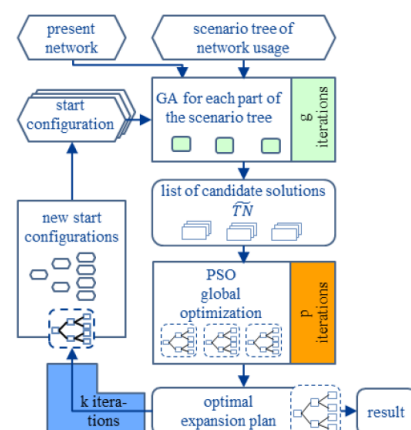 present
network
scenario tree of
network usage
start
configuration
GA for each part of
the scenario tree
g
iterations
list of candidate solutions
TN
new start
configurations
PSO
global
optimization
p
iterations
k itera-
tions
optimal
expansion plan
result